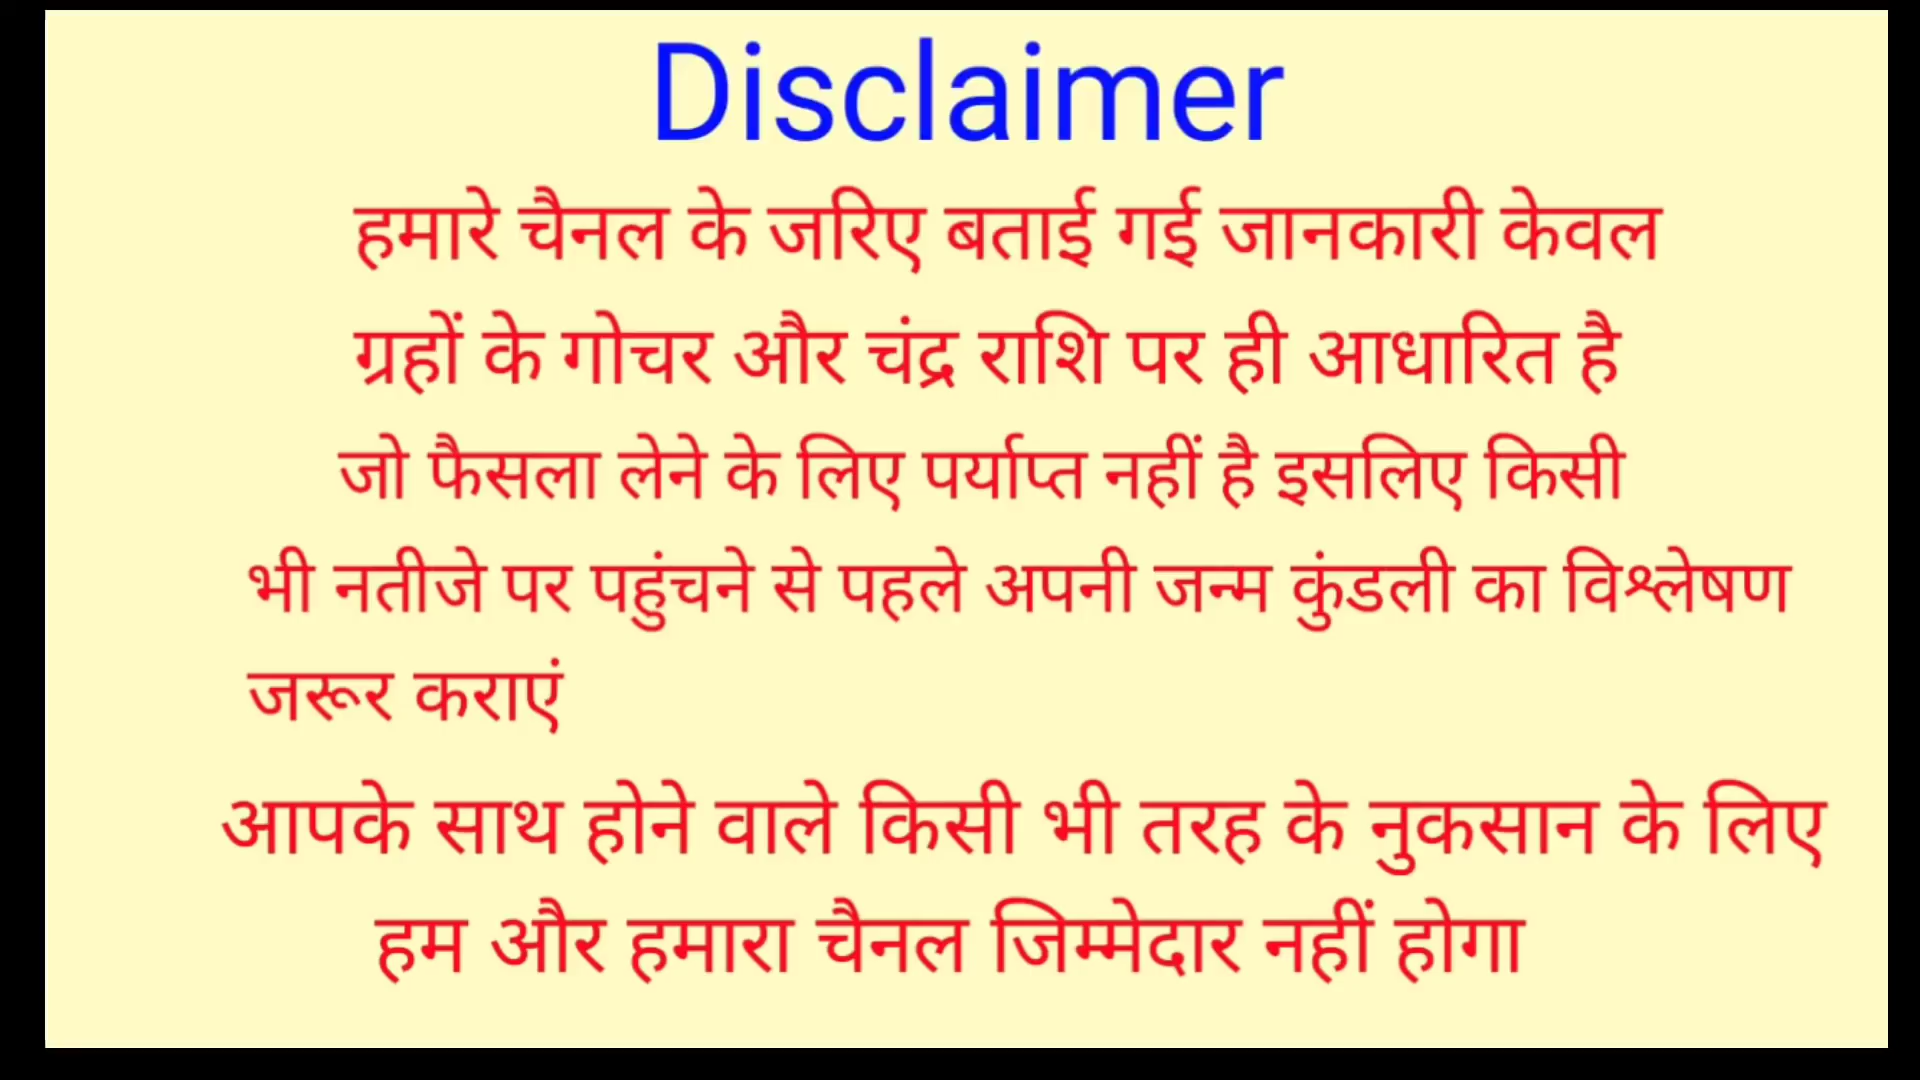 Disclaimer
हमारे चैनल के जरिए बताई गई जानकारी केवल
ग्रहों के गोचर और चंद्र राशि पर ही आधारित है
जो फैसला लेने के लिए पर्याप्त नहीं है इसलिए किसी
भी नतीजे पर पहुंचने से पहले अपनी जन्म कुंडली का विश्लेषण
जरूर कराएं
आपके साथ होने वाले किसी भी तरह के नुकसान के लिए
हम और हमारा चैनल जिम्मेदार नहीं होगा